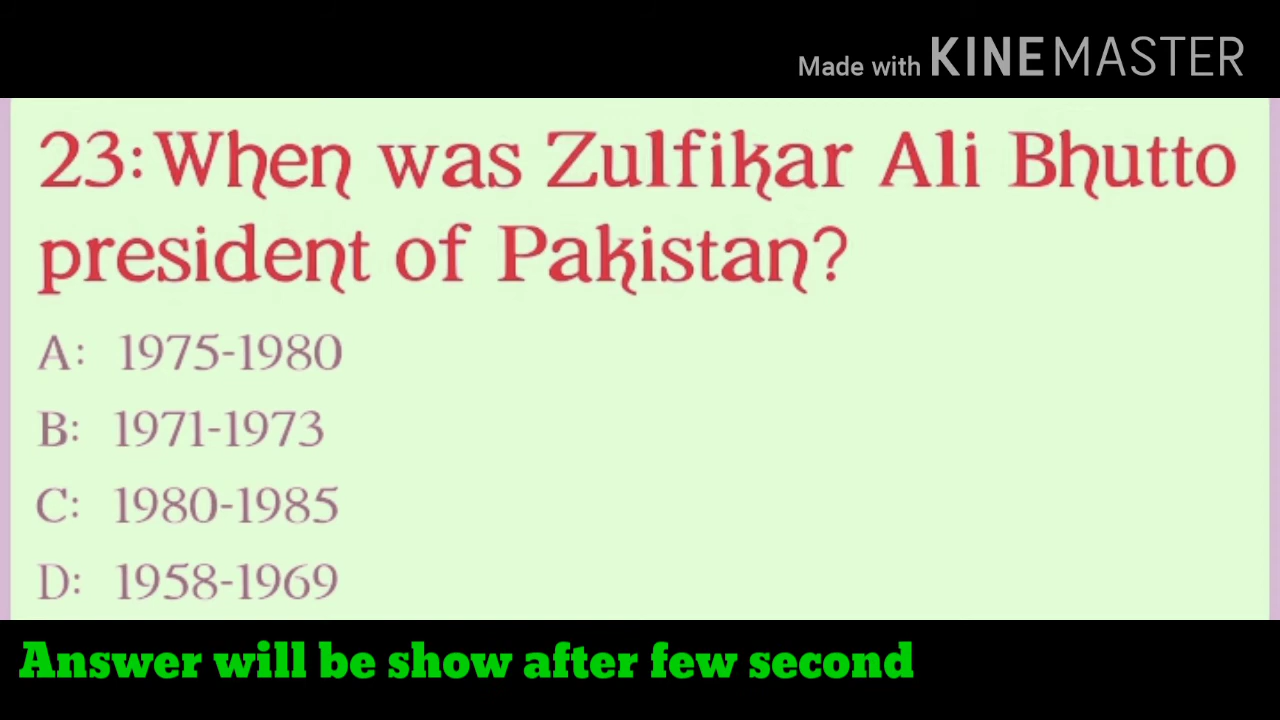 Made with KINEMASTER
23: When was Zulfikar Ali Bhutto
president of Pakistan?
A: 1975-1980
B: 1971-1973
C: 1980-1985
D: 1958-1969
Answer will be show after few second